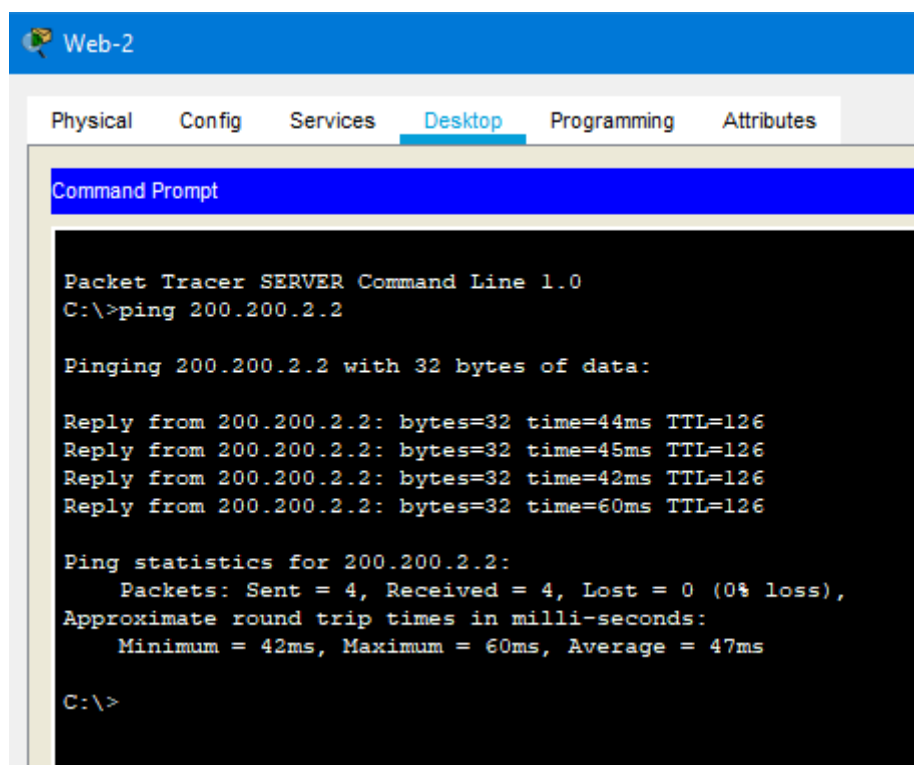 Web-2
Physical Config Services Desktop Programming Attributes
Command Prompt
Packet Tracer SERVER Command Line 1.0
C:\>ping 200.200.2.2
Pinging 200.200.2.2 with 32 bytes of data:
Reply from 200.200.2.2: bytes=32 time=44ms TTL=126
Reply from 200.200.2.2: bytes=32 time=45ms TTL=126
Reply from 200.200.2.2: bytes=32 time=42ms TTL=126
Reply from 200.200.2.2: bytes=32 time=60ms TTL=126
Ping statistics for 200.200.2.2:
Packets: Sent = 4, Received = 4, Lost = 0 (0% loss),
Approximate round trip times in milli-seconds:
Minimum = 42ms, Maximum = 60ms, Average = 47ms
C:\>